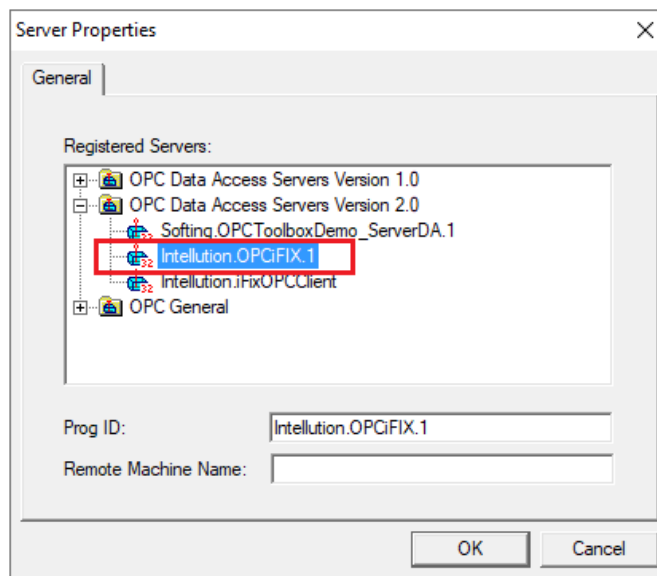 Server Properties
General
Registered Servers:
OPC Data Access Servers Version 1.0
OPC Data Access Servers Version 2.0
Softing.OPCToolboxDemo_ServerDA.1
Intellution.OPCiFIX.1
Intellution.iFixOPCClient
OPC General
Prog ID: Intellution.OPCiFIX.1
Remote Machine Name:
OK Cancel